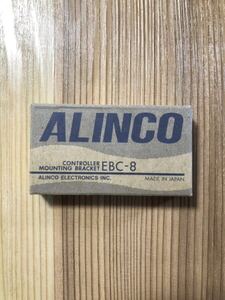 ALINCO
CONTROLLER
MOUNTING BRACKET EBC-8
ALINCO ELECTRONICS INC.
MADE IN JAPAN